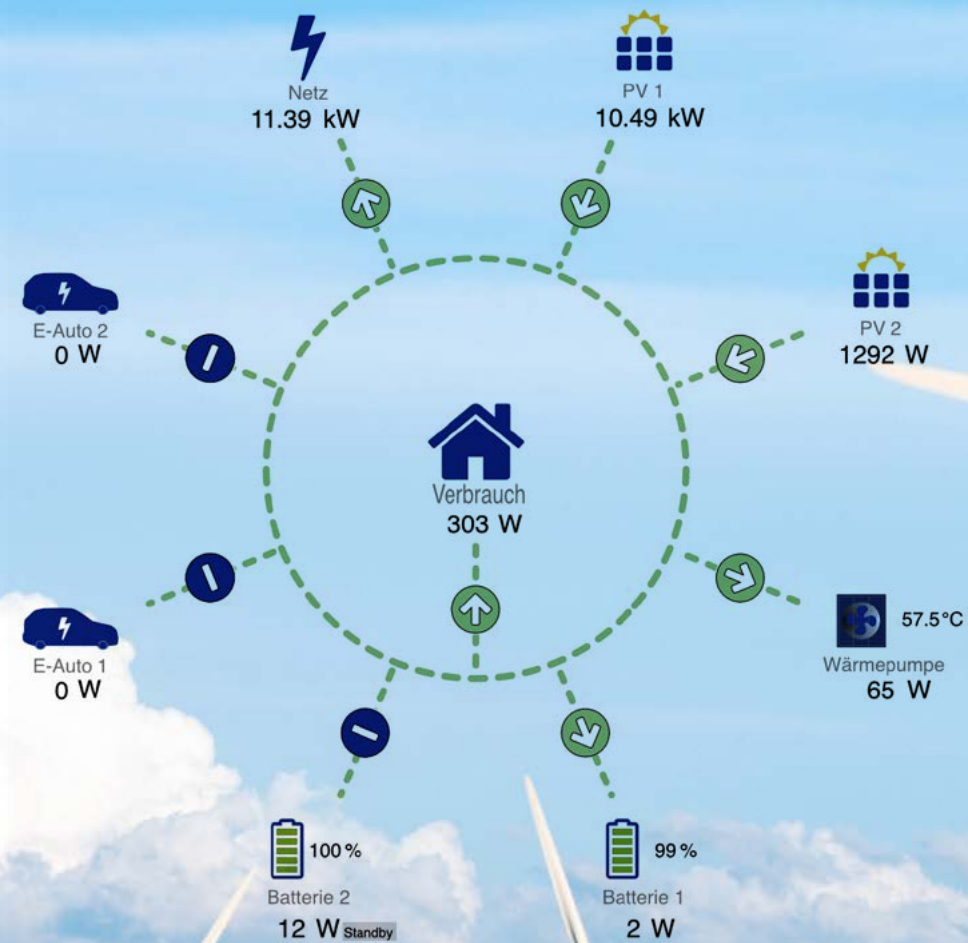 Netz
11.39 kW
PV 1
10.49 kW
E-Auto 2
0 W
PV 2
1292 W
Verbrauch
303 W
E-Auto 1
0 W
57.5°C
Wärmepumpe
65 W
100 %
Batterie 2
12 W Standby
99 %
Batterie 1
2 W